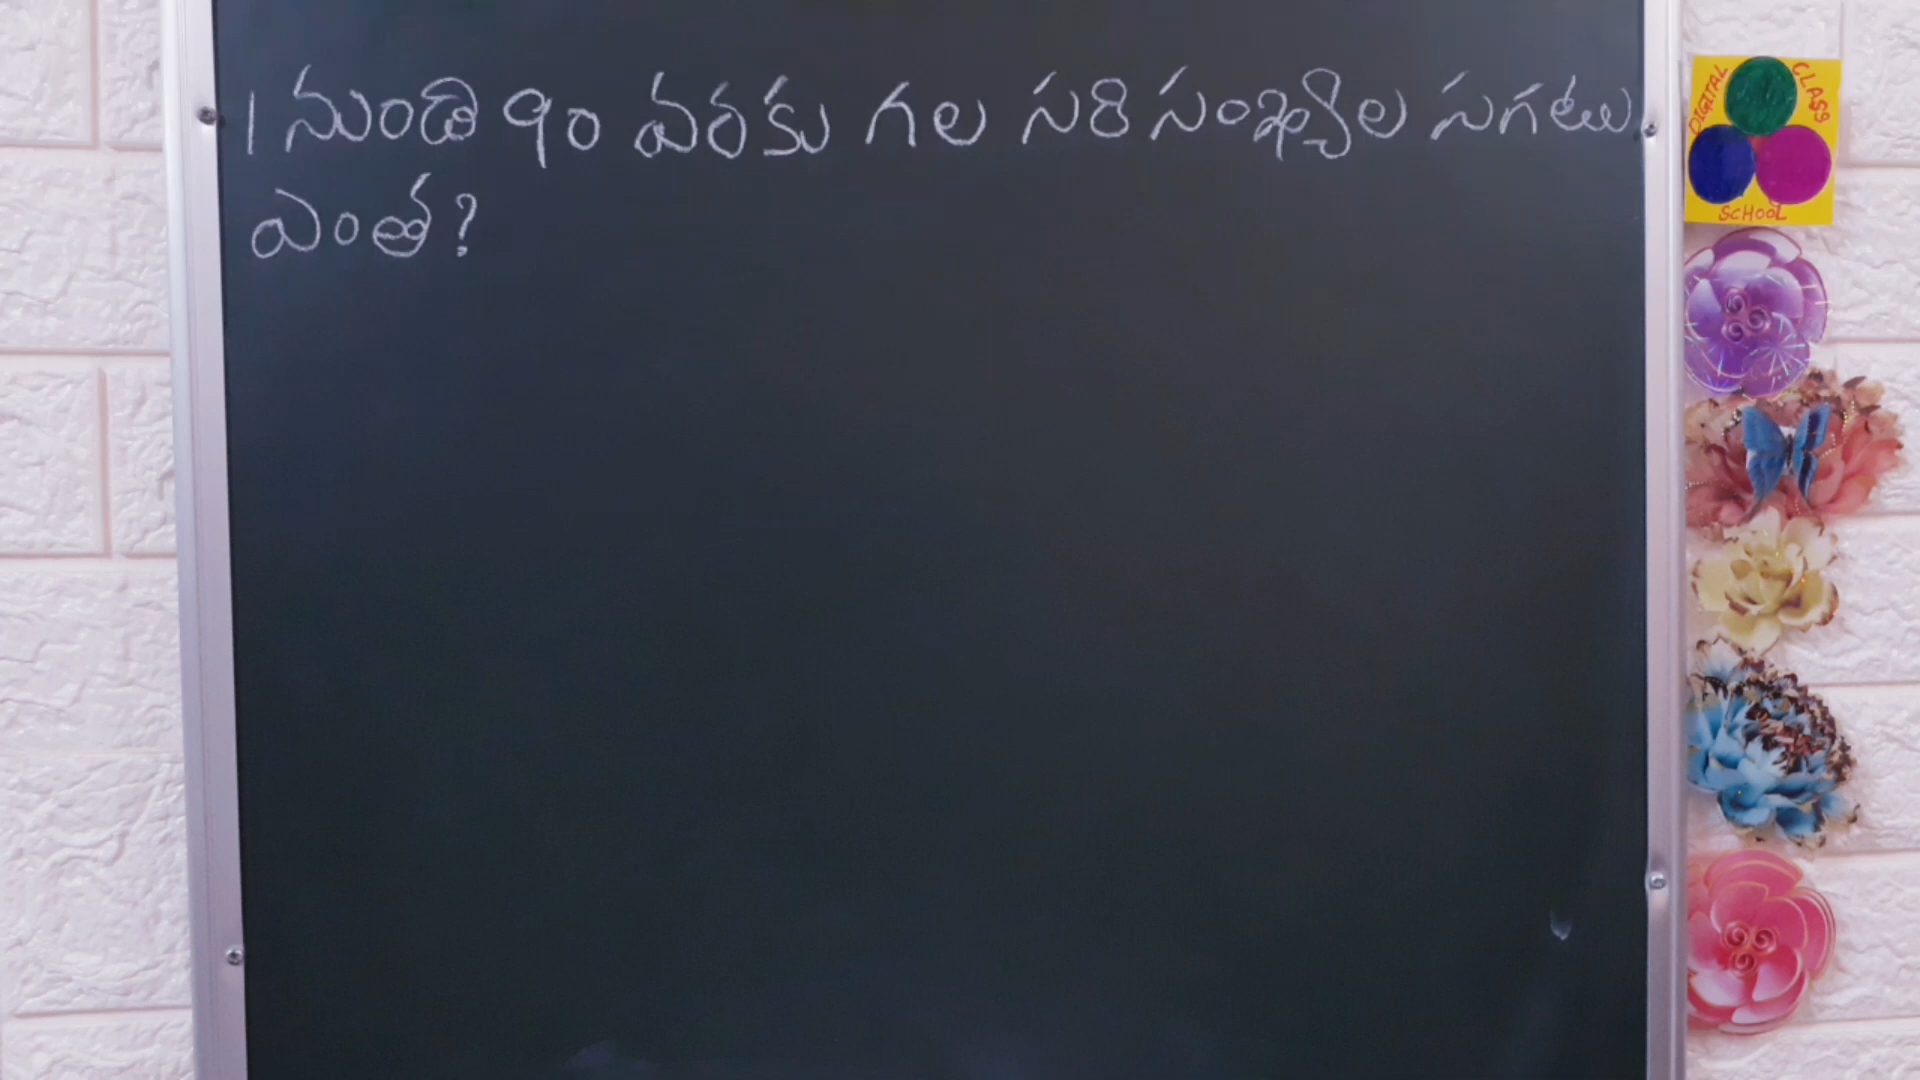 1 నుండి 90 వరకు గల సరి సంఖ్యల సగటు
ఎంత?
DIGITAL CLASS
SCHOOL